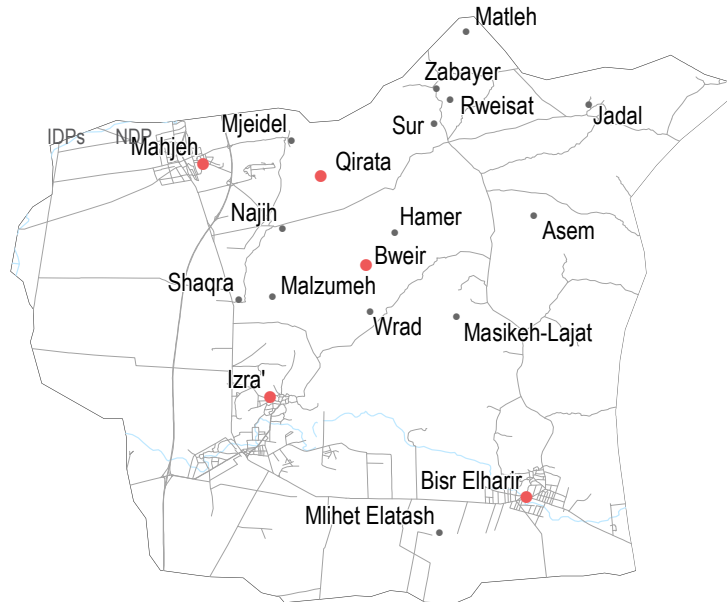 Matleh
Zabayer
Rweisat
Jadal
Sur
IDPs NDP
Mjeidel
Mahjeh
Qirata
Najih
Hamer
Asem
Bweir
Shaqra
Malzumeh
Wrad
Masikeh-Lajat
Izra'
Bisr Elharir
Mlihet Elatash